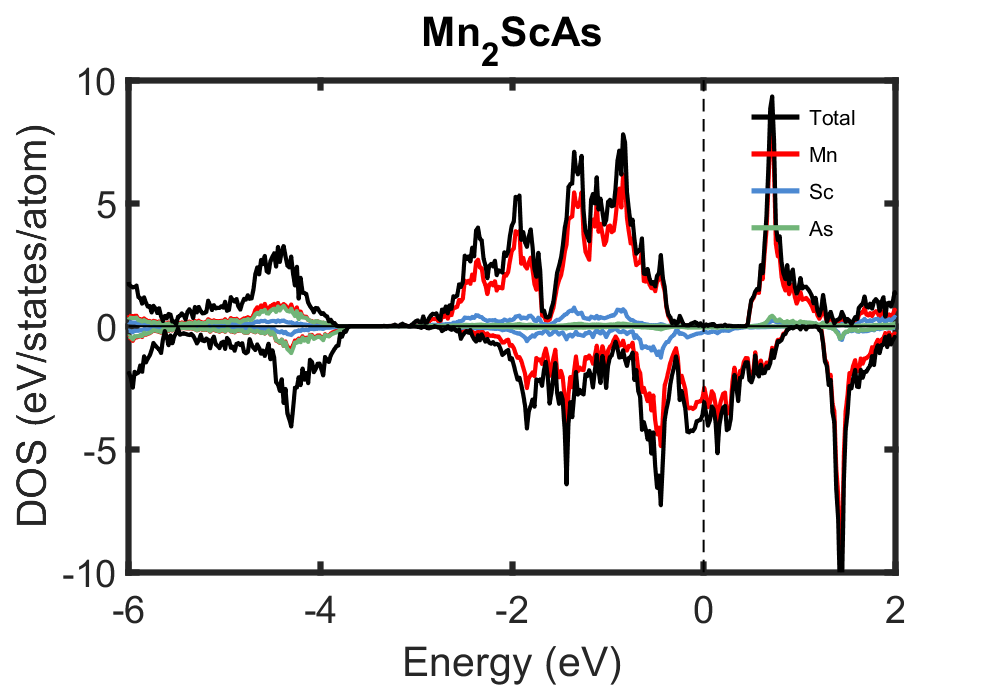 Mn₂ScAs
DOS (eV/states/atom)
10
5
0
-5
-10
Total
Mn
Sc
As
-6 -4 -2 0 2
Energy (eV)